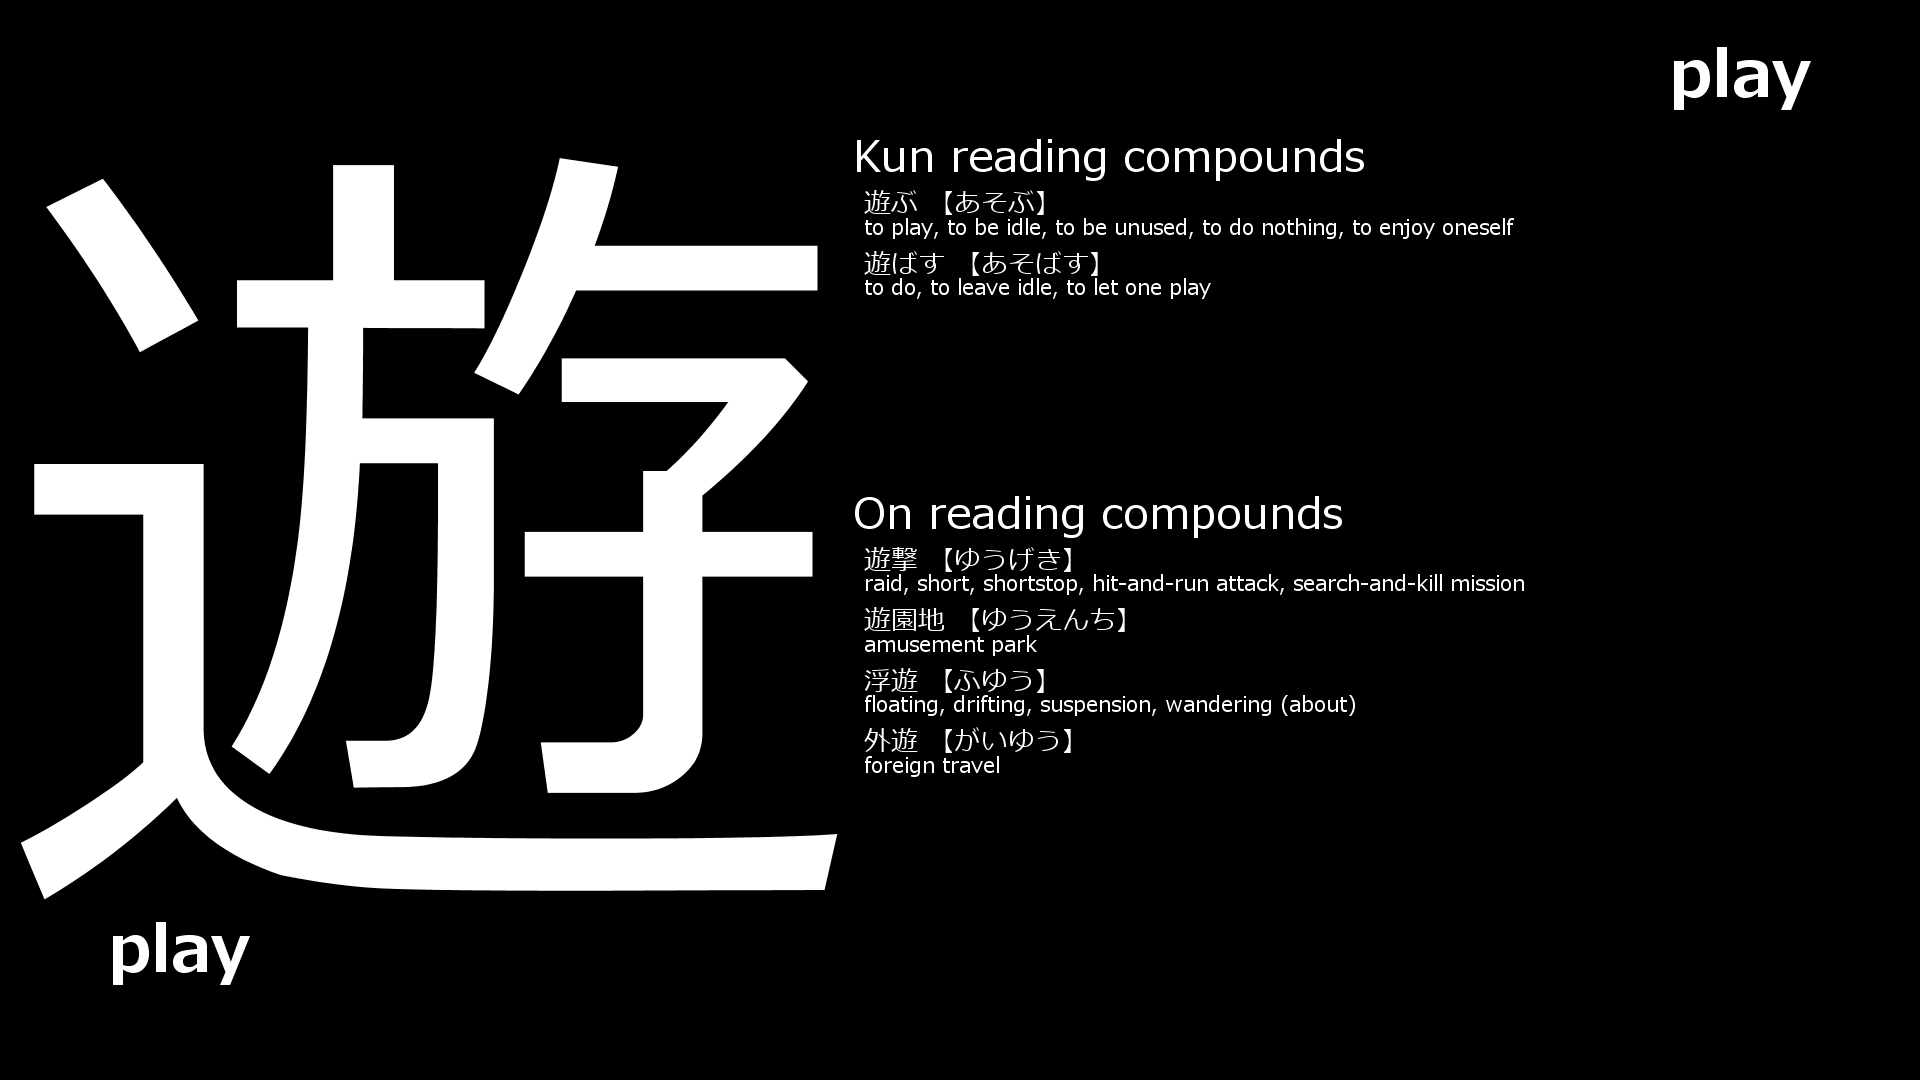 play
遊
Kun reading compounds
遊ぶ 【あそぶ】
to play, to be idle, to be unused, to do nothing, to enjoy oneself
遊ばす 【あそばす】
to do, to leave idle, to let one play
On reading compounds
遊撃 【ゆうげき】
raid, short, shortstop, hit-and-run attack, search-and-kill mission
遊園地 【ゆうえんち】
amusement park
浮遊 【ふゆう】
floating, drifting, suspension, wandering (about)
外遊 【がいゆう】
foreign travel
play